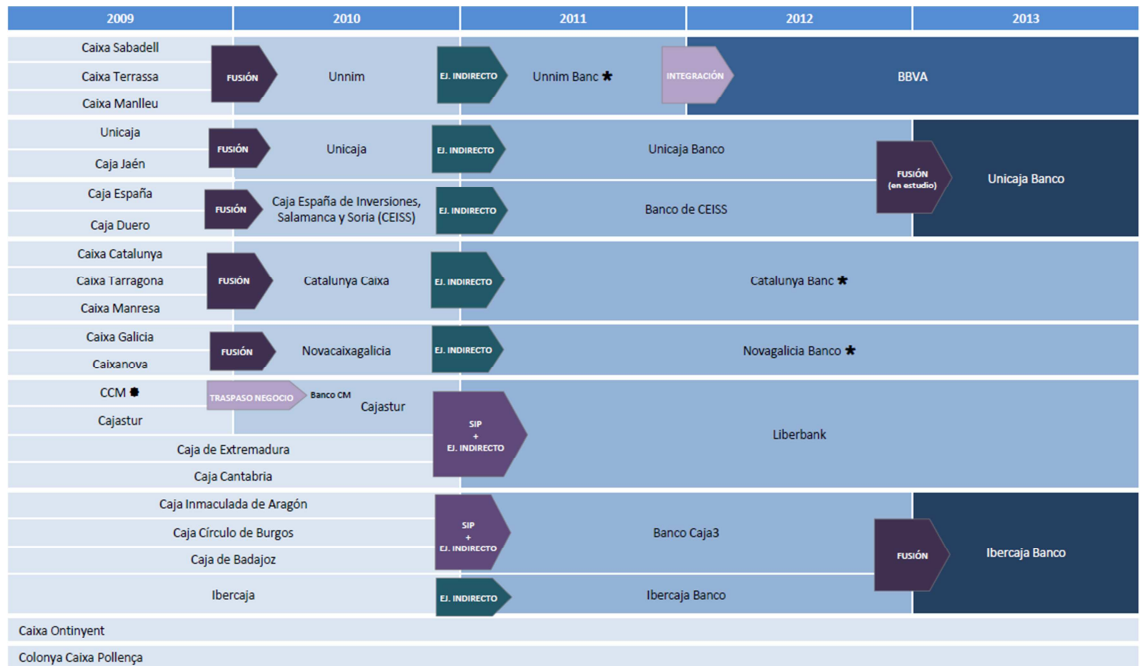 2009 2010 2011 2012 2013
Caixa Sabadell
Caixa Terrassa
Caixa Manlleu
FUSIÓN
Unnim
EJ. INDIRECTO
Unnim Banc *
INTEGRACIÓN
BBVA
Unicaja
Caja Jaén
FUSIÓN
Unicaja
EJ. INDIRECTO
Unicaja Banco
Caja España
Caja Duero
FUSIÓN
Caja España de Inversiones,
Salamanca y Soria (CEISS)
EJ. INDIRECTO
Banco de CEISS
FUSIÓN
(en estudio)
Unicaja Banco
Caixa Catalunya
Caixa Tarragona
Caixa Manresa
FUSIÓN
Catalunya Caixa
EJ. INDIRECTO
Catalunya Banc *
Caixa Galicia
Caixanova
FUSIÓN
Novacaixagalicia
EJ. INDIRECTO
Novagalicia Banco *
CCM *
TRASPASO NEGOCIO
Banco CM
Cajastur
Cajastur
Caja de Extremadura
Caja Cantabria
SIP
+
EJ. INDIRECTO
Liberbank
Caja Inmaculada de Aragón
Caja Círculo de Burgos
Caja de Badajoz
SIP
+
EJ. INDIRECTO
Banco Caja3
Ibercaja
EJ. INDIRECTO
Ibercaja Banco
FUSIÓN
Ibercaja Banco
Caixa Ontinyent
Colonya Caixa Pollença